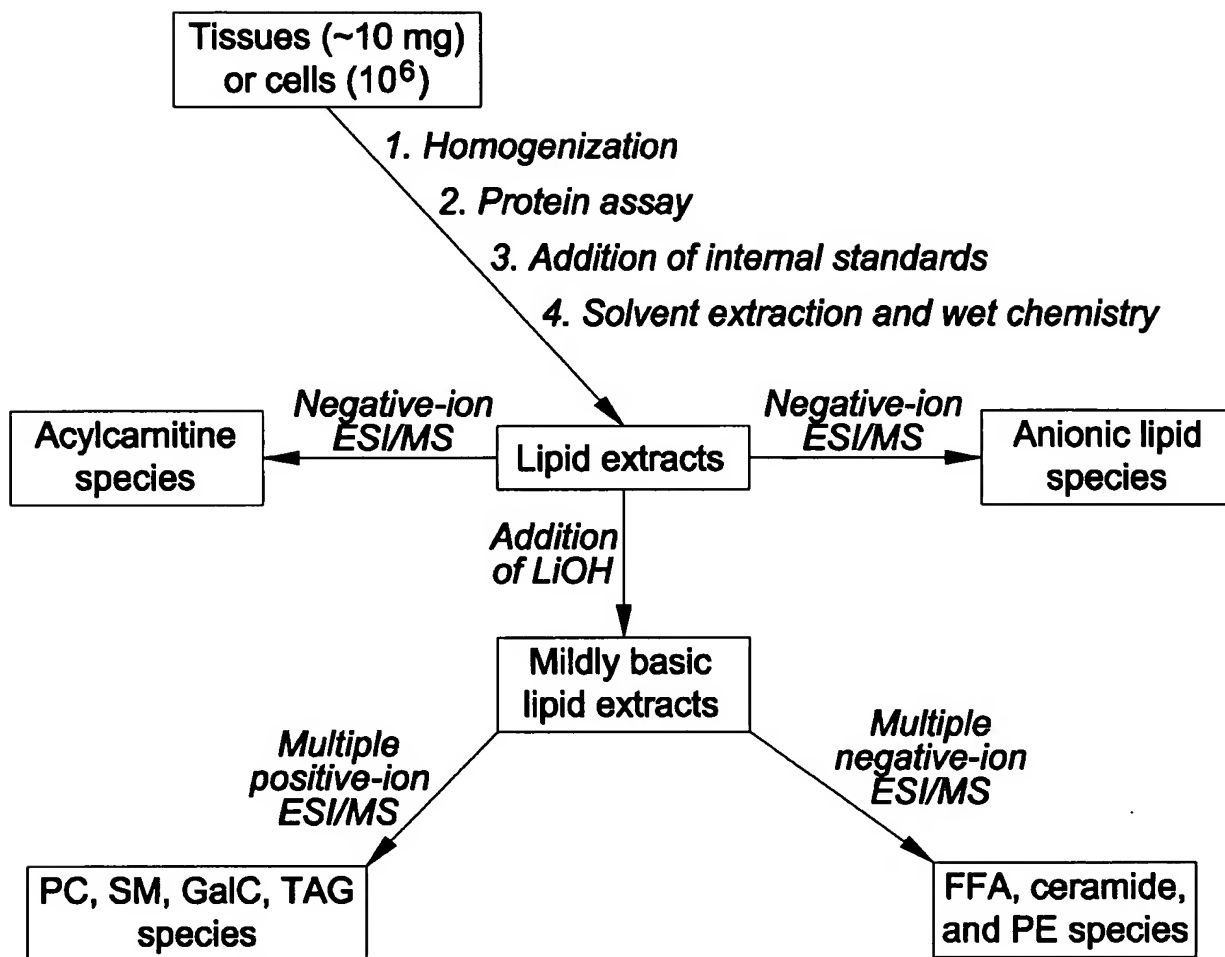 Tissues (~10 mg)
or cells (10⁶)
1. Homogenization
2. Protein assay
3. Addition of internal standards
4. Solvent extraction and wet chemistry
Negative-ion
ESI/MS
Negative-ion
ESI/MS
Acylcarnitine
species
Lipid extracts
Anionic lipid
species
Addition
of LiOH
Mildly basic
lipid extracts
Multiple
positive-ion
ESI/MS
Multiple
negative-ion
ESI/MS
PC, SM, GalC, TAG
species
FFA, ceramide,
and PE species